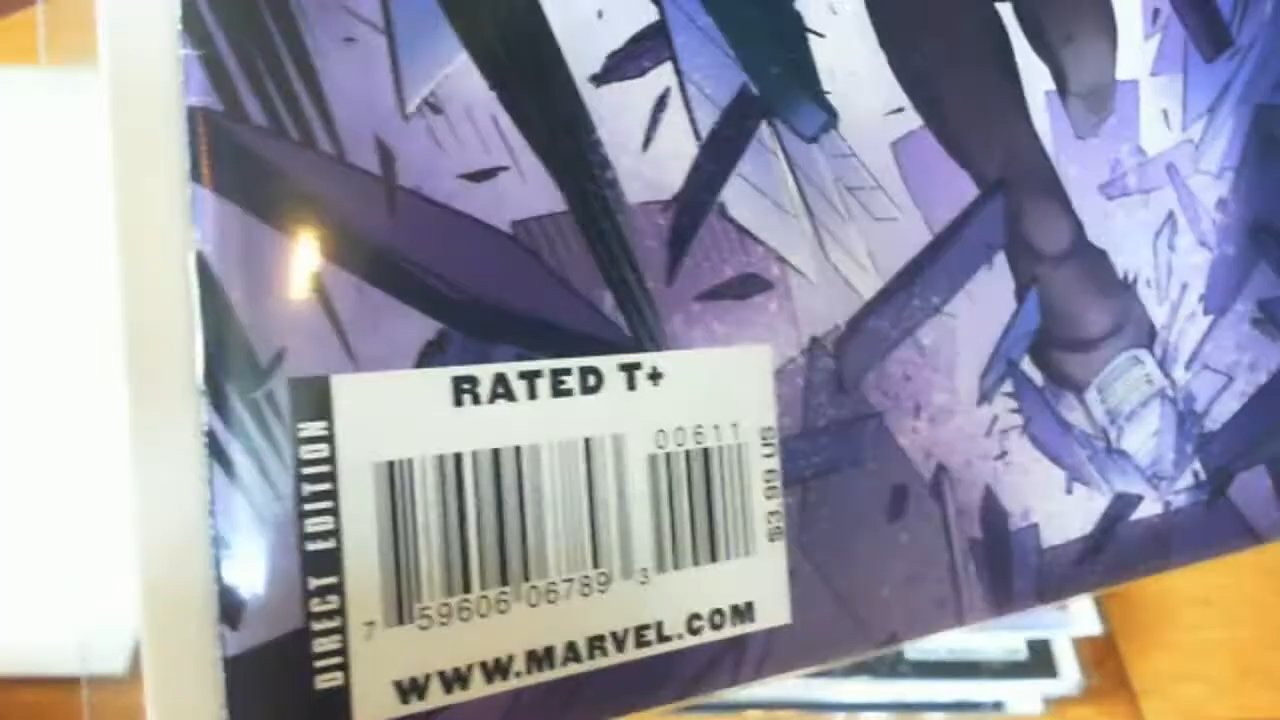 RATED T+
00611
7 59606 06789 3
$3.99 US
DIRECT EDITION
WWW.MARVEL.COM